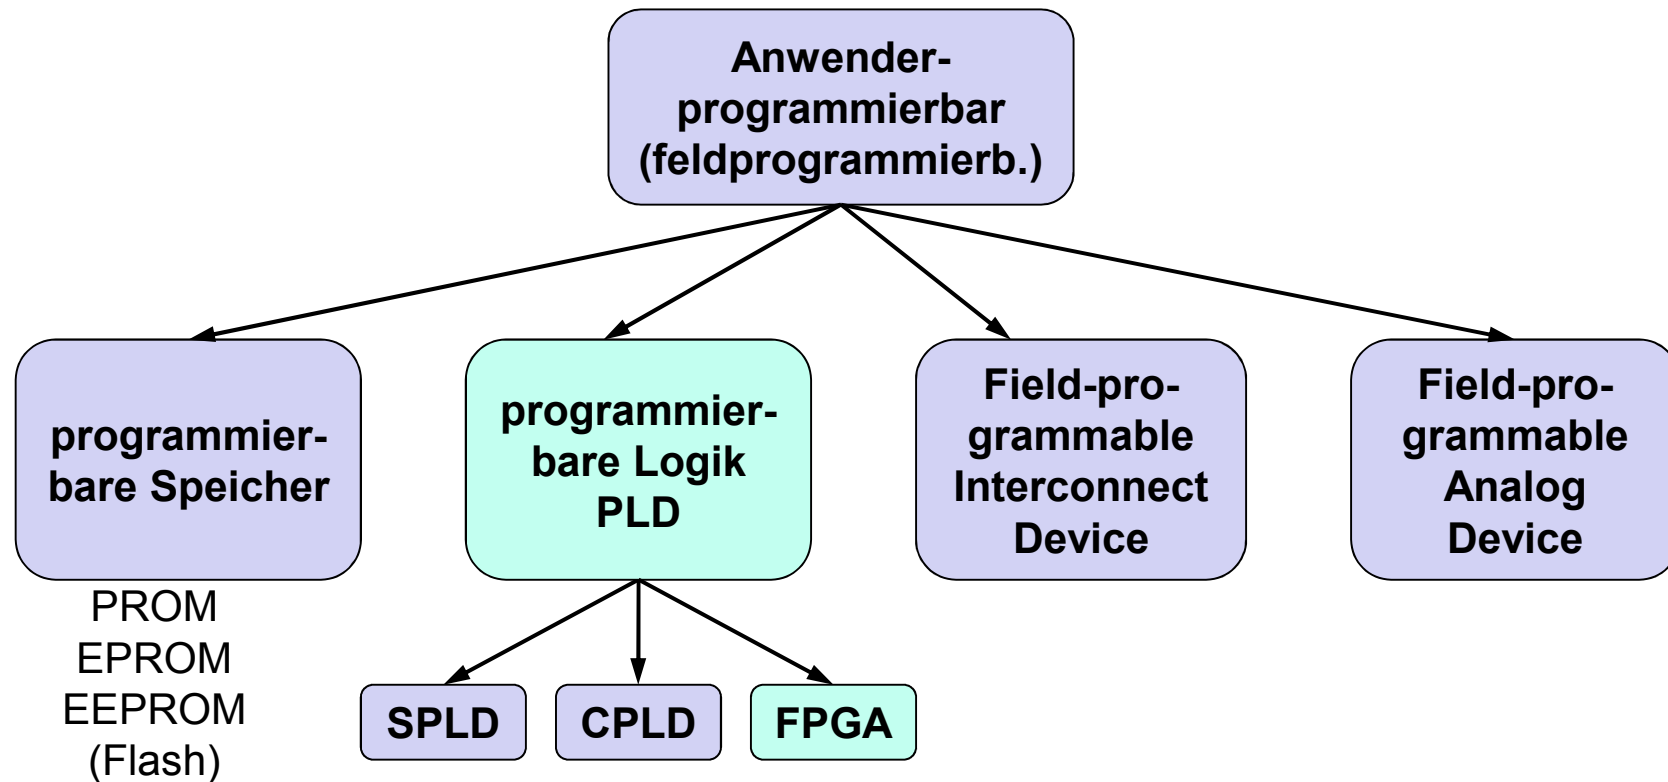 Anwender-
programmierbar
(feldprogrammierb.)
programmier-
bare Speicher
programmier-
bare Logik
PLD
Field-pro-
grammable
Interconnect
Device
Field-pro-
grammable
Analog
Device
PROM
EPROM
EEPROM
(Flash)
SPLD
CPLD
FPGA